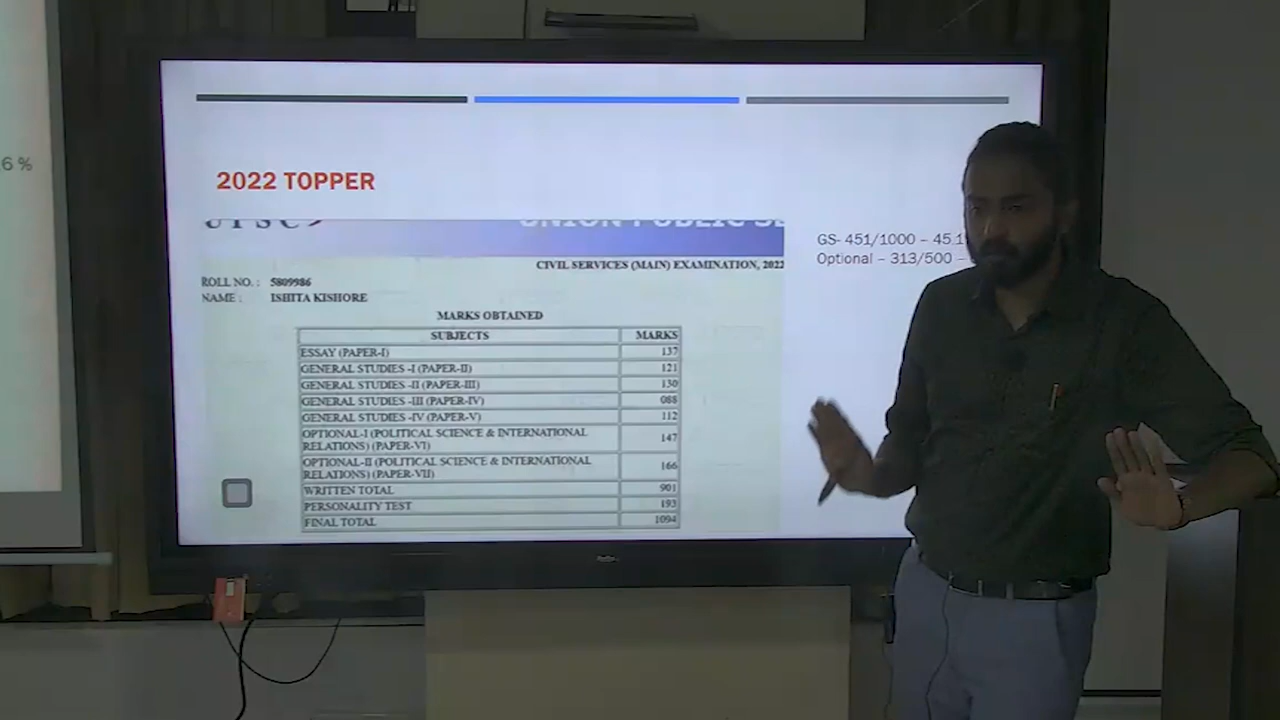 6 %
2022 TOPPER
UPSC
UNION PUBLIC SE
CIVIL SERVICES (MAIN) EXAMINATION, 2022
ROLL NO. : 5809986
NAME : ISHITA KISHORE
MARKS OBTAINED
SUBJECTS MARKS
ESSAY (PAPER-I) 137
GENERAL STUDIES -I (PAPER-II) 121
GENERAL STUDIES -II (PAPER-III) 130
GENERAL STUDIES -III (PAPER-IV) 088
GENERAL STUDIES -IV (PAPER-V) 112
OPTIONAL-I (POLITICAL SCIENCE & INTERNATIONAL
RELATIONS) (PAPER-VI) 147
OPTIONAL-II (POLITICAL SCIENCE & INTERNATIONAL
RELATIONS) (PAPER-VII) 166
WRITTEN TOTAL 901
PERSONALITY TEST 193
FINAL TOTAL 1094
GS- 451/1000 – 45.1
Optional – 313/500 –